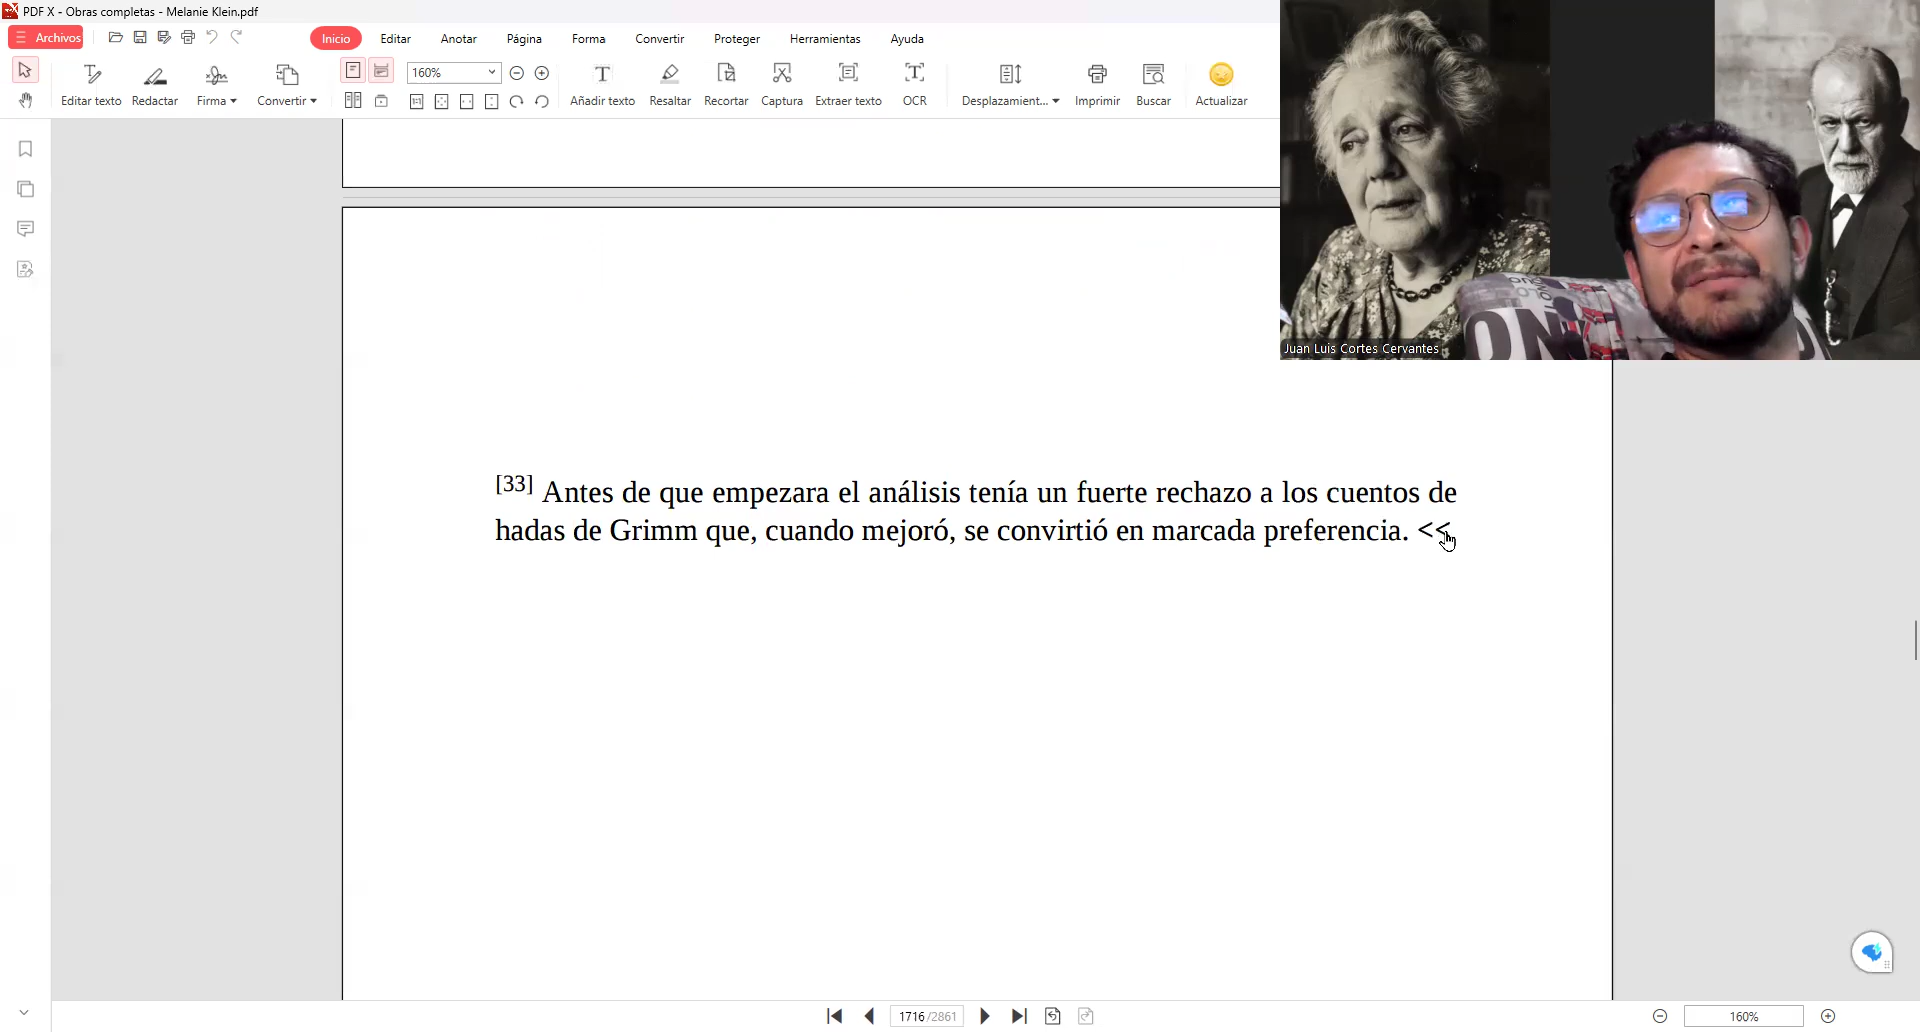 PDF X - Obras completas - Melanie Klein.pdf
Archivos
Inicio
Editar
Anotar
Página
Forma
Convertir
Proteger
Herramientas
Ayuda
160%
Editar texto
Redactar
Firma
Convertir
Añadir texto
Resaltar
Recortar
Captura
Extraer texto
OCR
Desplazamient...
Imprimir
Buscar
Actualizar
ON
Juan Luis Cortes Cervantes
[33] Antes de que empezara el análisis tenía un fuerte rechazo a los cuentos de
hadas de Grimm que, cuando mejoró, se convirtió en marcada preferencia. <<
1716/2861
160%